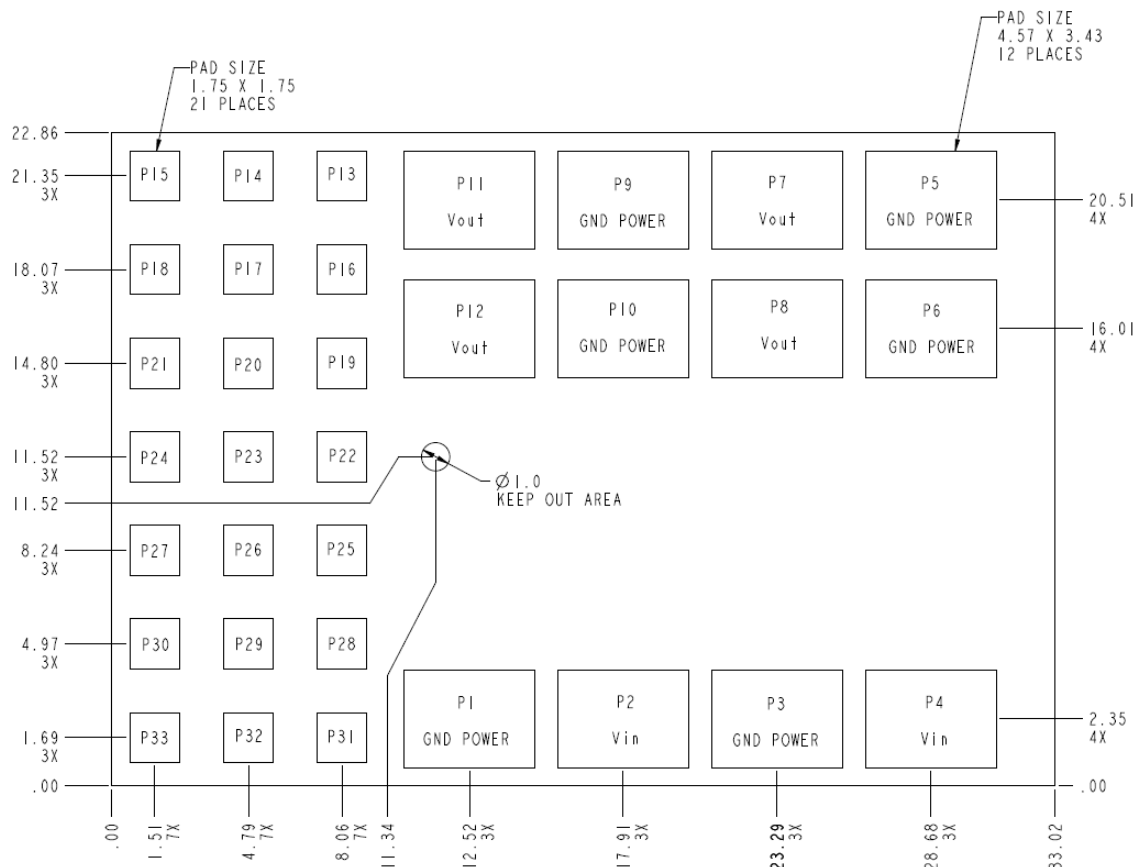 PAD SIZE
4.57 X 3.43
12 PLACES
PAD SIZE
1.75 X 1.75
21 PLACES
22.86
21.35
3X
P15
P14
P13
P11
Vout
P9
GND POWER
P7
Vout
P5
GND POWER
20.51
4X
18.07
3X
P18
P17
P16
P12
Vout
P10
GND POWER
P8
Vout
P6
GND POWER
16.01
4X
14.80
3X
P21
P20
P19
11.52
3X
P24
P23
P22
11.52
Ø1.0
KEEP OUT AREA
8.24
3X
P27
P26
P25
4.97
3X
P30
P29
P28
1.69
3X
P33
P32
P31
P1
GND POWER
P2
Vin
P3
GND POWER
P4
Vin
2.35
4X
.00
.00
.00
1.51
7X
4.79
7X
8.06
7X
11.34
12.52
3X
17.91
3X
23.29
3X
28.68
3X
33.02